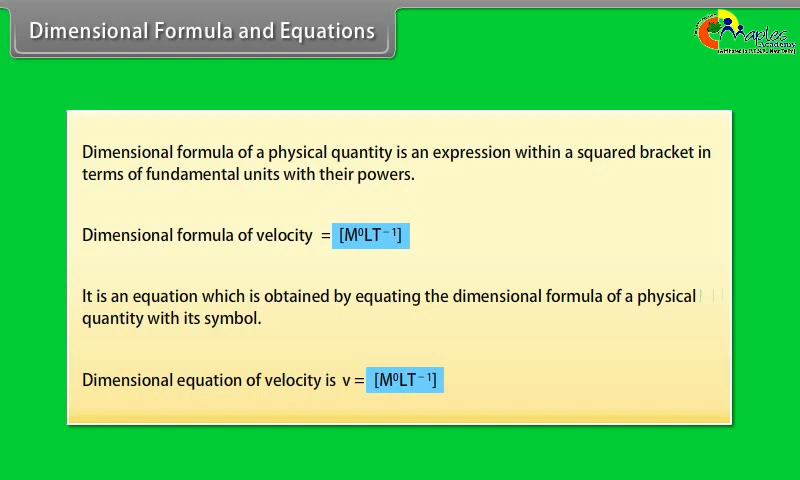 Dimensional Formula and Equations
Maples
Academy
Dimensional formula of a physical quantity is an expression within a squared bracket in
terms of fundamental units with their powers.
Dimensional formula of velocity = [M⁰LT⁻¹]
It is an equation which is obtained by equating the dimensional formula of a physical
quantity with its symbol.
Dimensional equation of velocity is v = [M⁰LT⁻¹]